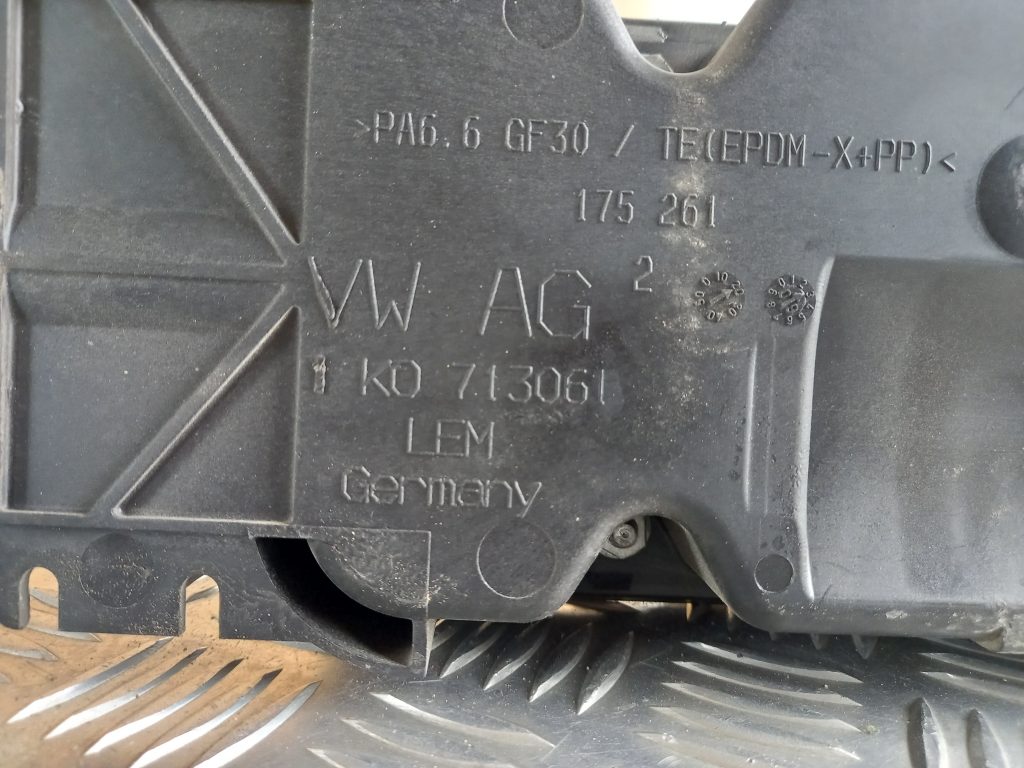 >PA6.6 GF30 / TE(EPDM-X+PP)<
175 261
VW AG 2
1 K0 713061
LEM
Germany